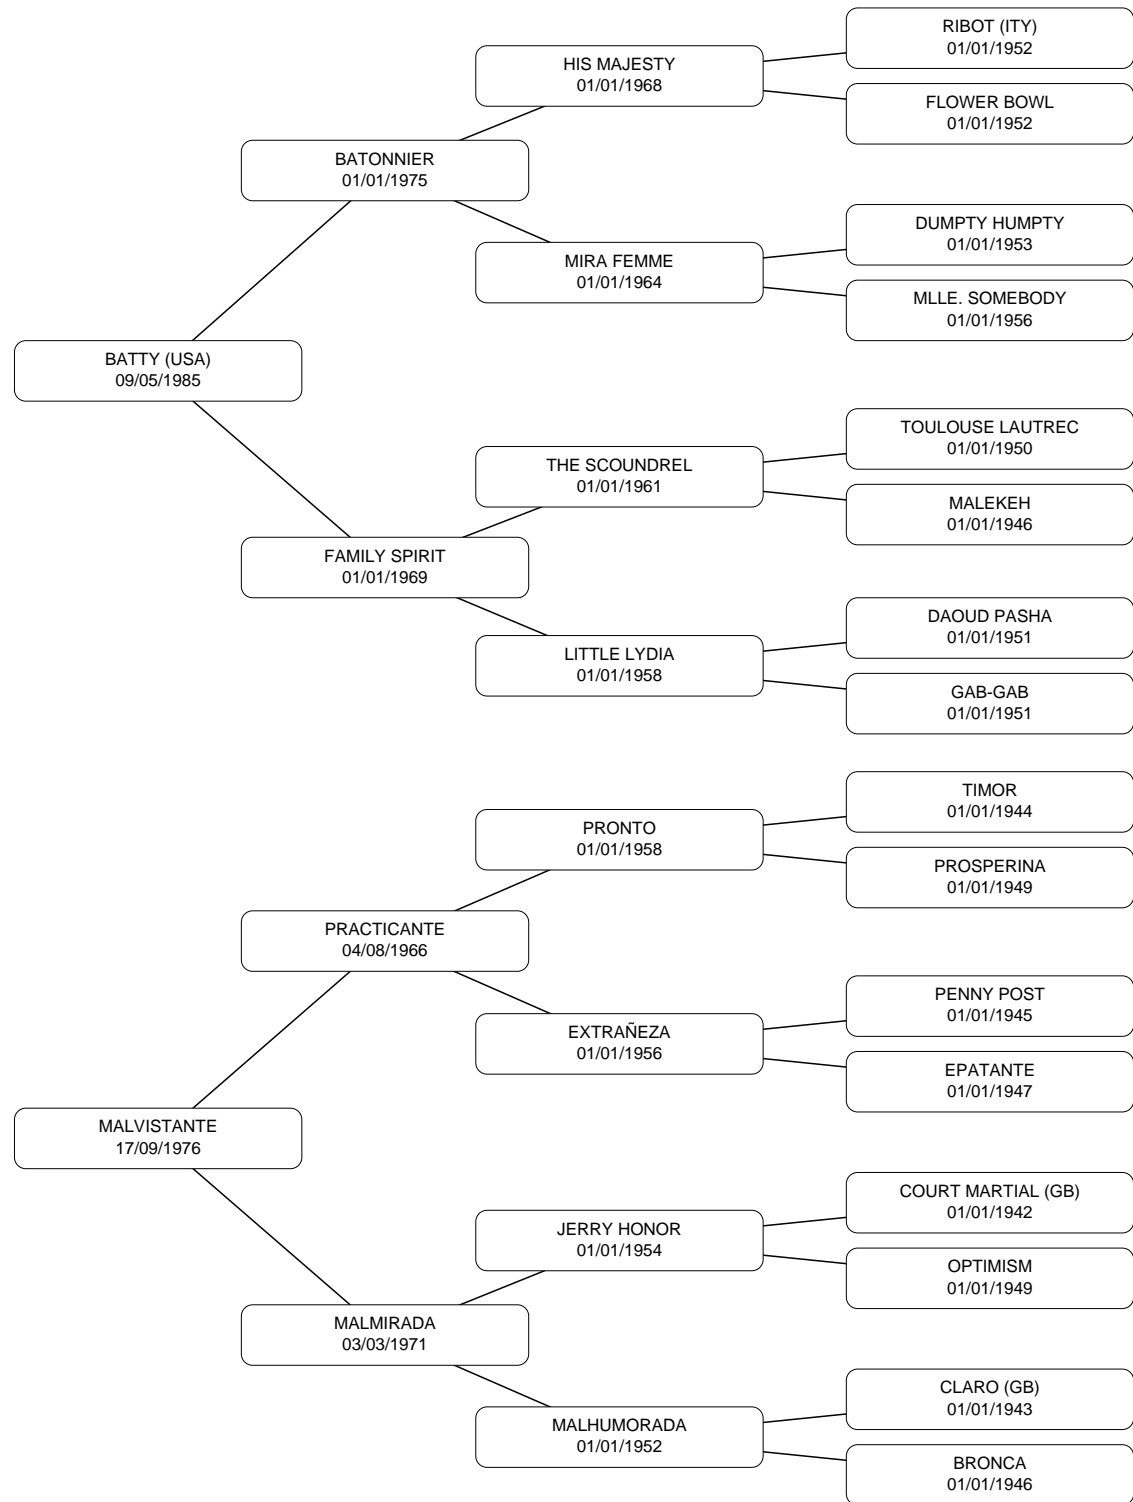 RIBOT (ITY)
01/01/1952
HIS MAJESTY
01/01/1968
FLOWER BOWL
01/01/1952
BATONNIER
01/01/1975
DUMPTY HUMPTY
01/01/1953
MIRA FEMME
01/01/1964
MLLE. SOMEBODY
01/01/1956
BATTY (USA)
09/05/1985
TOULOUSE LAUTREC
01/01/1950
THE SCOUNDREL
01/01/1961
MALEKEH
01/01/1946
FAMILY SPIRIT
01/01/1969
DAOUD PASHA
01/01/1951
LITTLE LYDIA
01/01/1958
GAB-GAB
01/01/1951
TIMOR
01/01/1944
PRONTO
01/01/1958
PROSPERINA
01/01/1949
PRACTICANTE
04/08/1966
PENNY POST
01/01/1945
EXTRAÑEZA
01/01/1956
EPATANTE
01/01/1947
MALVISTANTE
17/09/1976
COURT MARTIAL (GB)
01/01/1942
JERRY HONOR
01/01/1954
OPTIMISM
01/01/1949
MALMIRADA
03/03/1971
CLARO (GB)
01/01/1943
MALHUMORADA
01/01/1952
BRONCA
01/01/1946